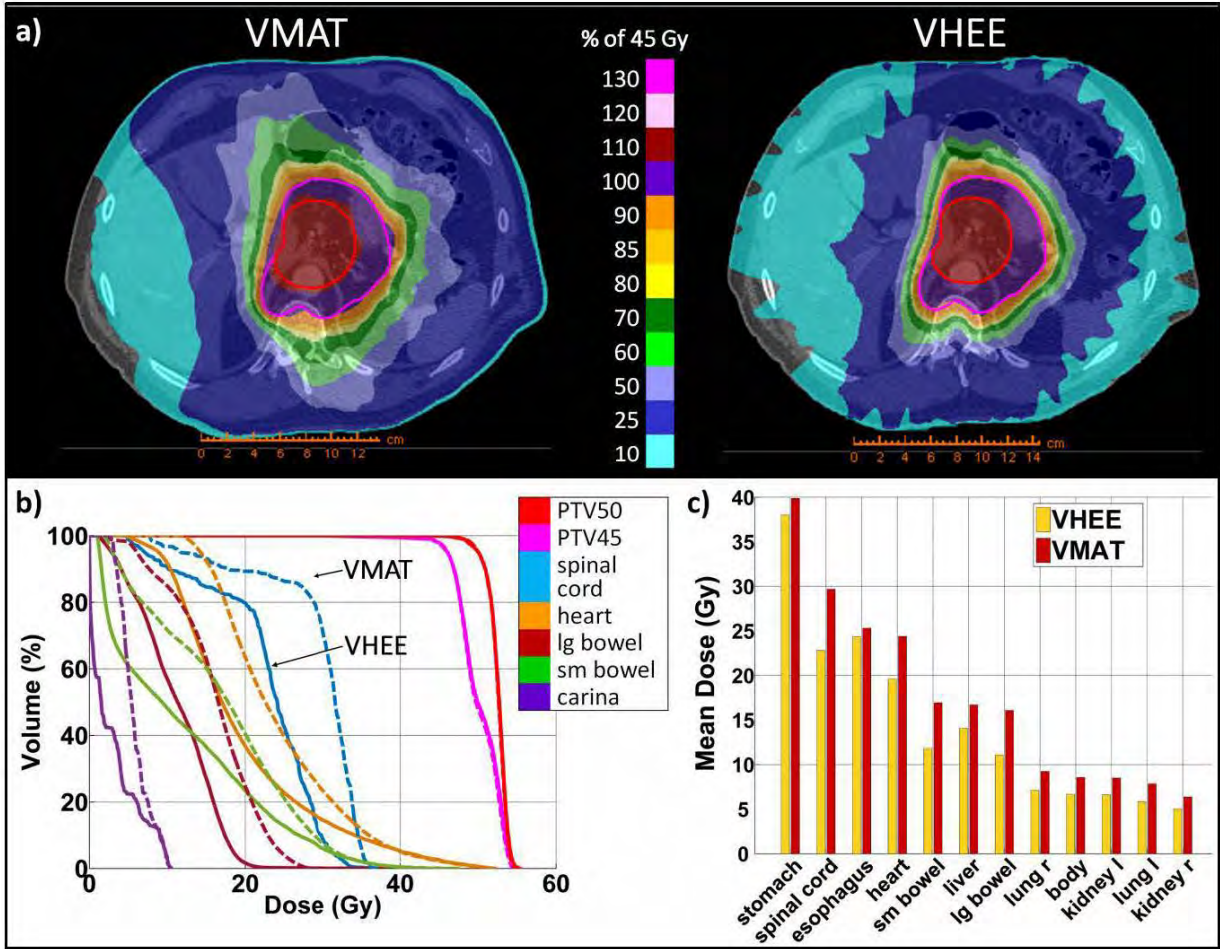 a)
VMAT
% of 45 Gy
VHEE
130
120
110
100
90
85
80
70
60
50
25
10
0 2 4 6 8 10 12 cm
0 2 4 6 8 10 12 14 cm
b)
PTV50
PTV45
spinal cord
heart
lg bowel
sm bowel
carina
VMAT
VHEE
100
80
60
40
20
0
Volume (%)
0 20 40 60
Dose (Gy)
c)
VHEE
VMAT
40
35
30
25
20
15
10
5
0
Mean Dose (Gy)
stomach
spinal cord
esophagus
heart
sm bowel
liver
lg bowel
lung r
body
kidney l
lung l
kidney r